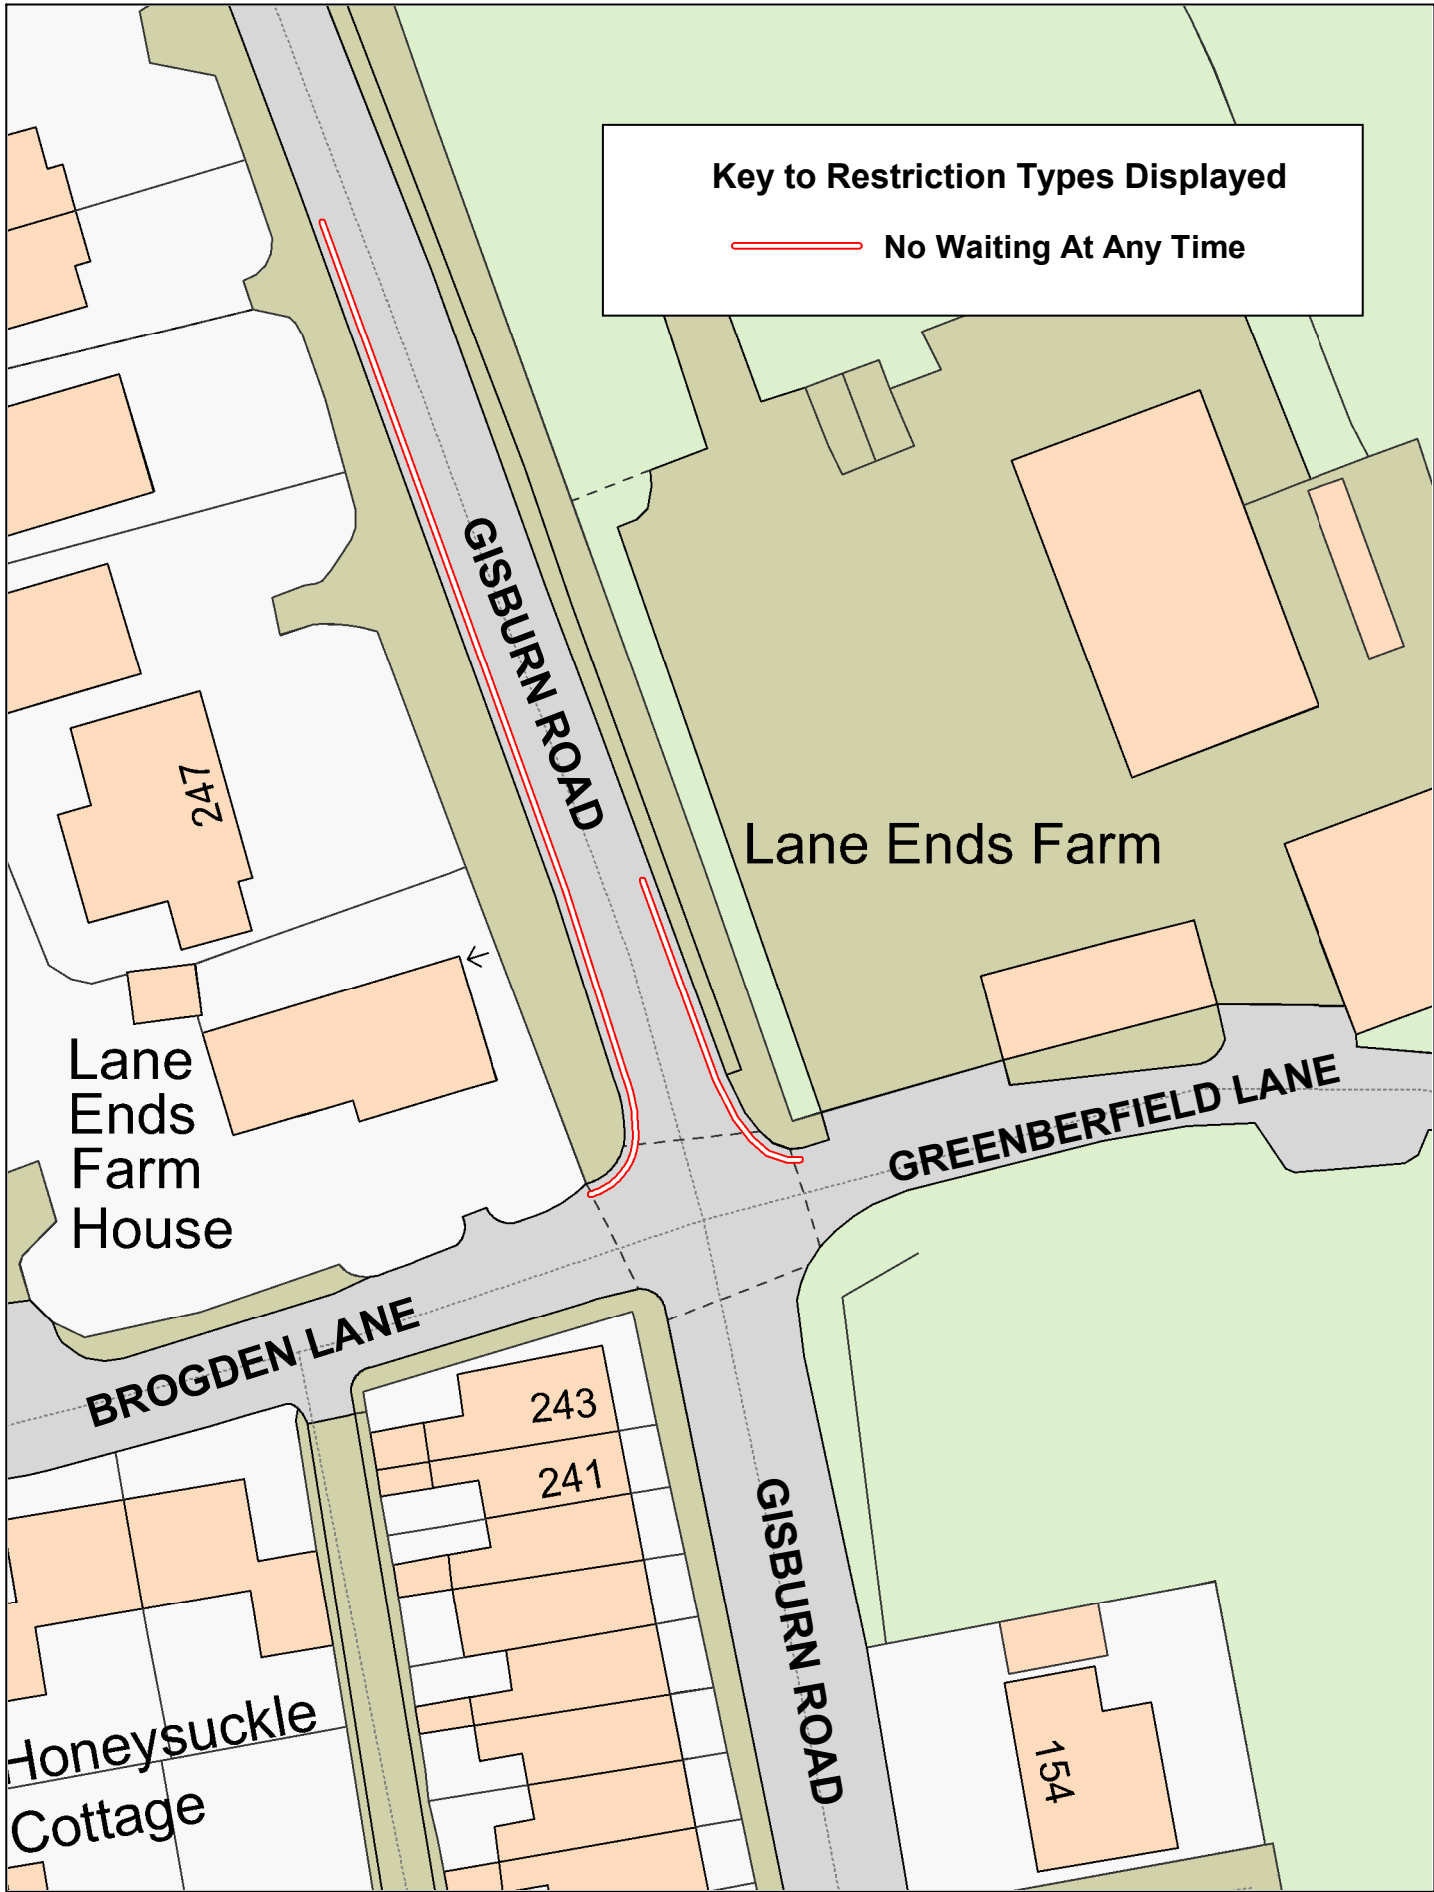 Key to Restriction Types Displayed
No Waiting At Any Time
GISBURN ROAD
247
Lane Ends Farm
Lane
Ends
Farm
House
GREENBERFIELD LANE
BROGDEN LANE
243
241
GISBURN ROAD
Honeysuckle
Cottage
154